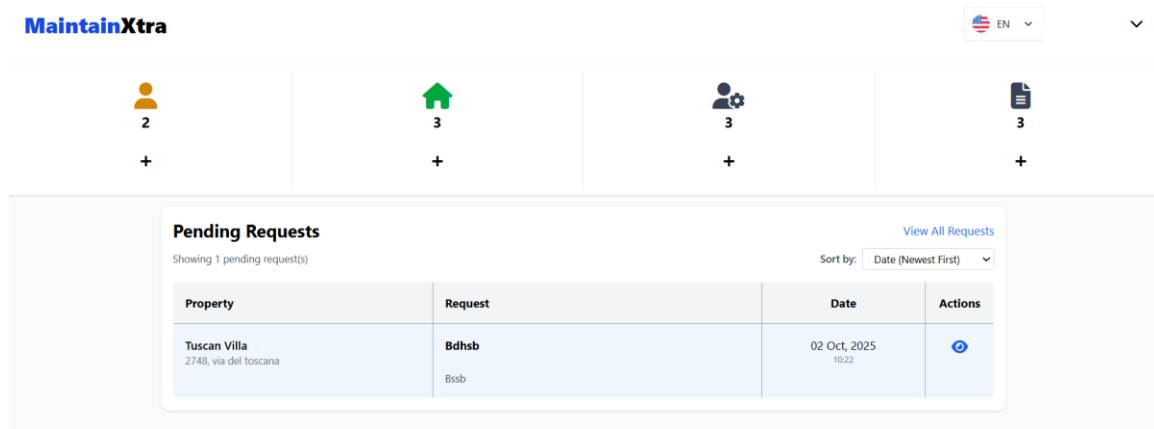 MaintainXtra
EN
2
3
3
3
+
+
+
+
Pending Requests
View All Requests
Showing 1 pending request(s)
Sort by:
Date (Newest First)
Property
Request
Date
Actions
Tuscan Villa
2748, via del toscana
Bdhsb
Bssb
02 Oct, 2025
10:22